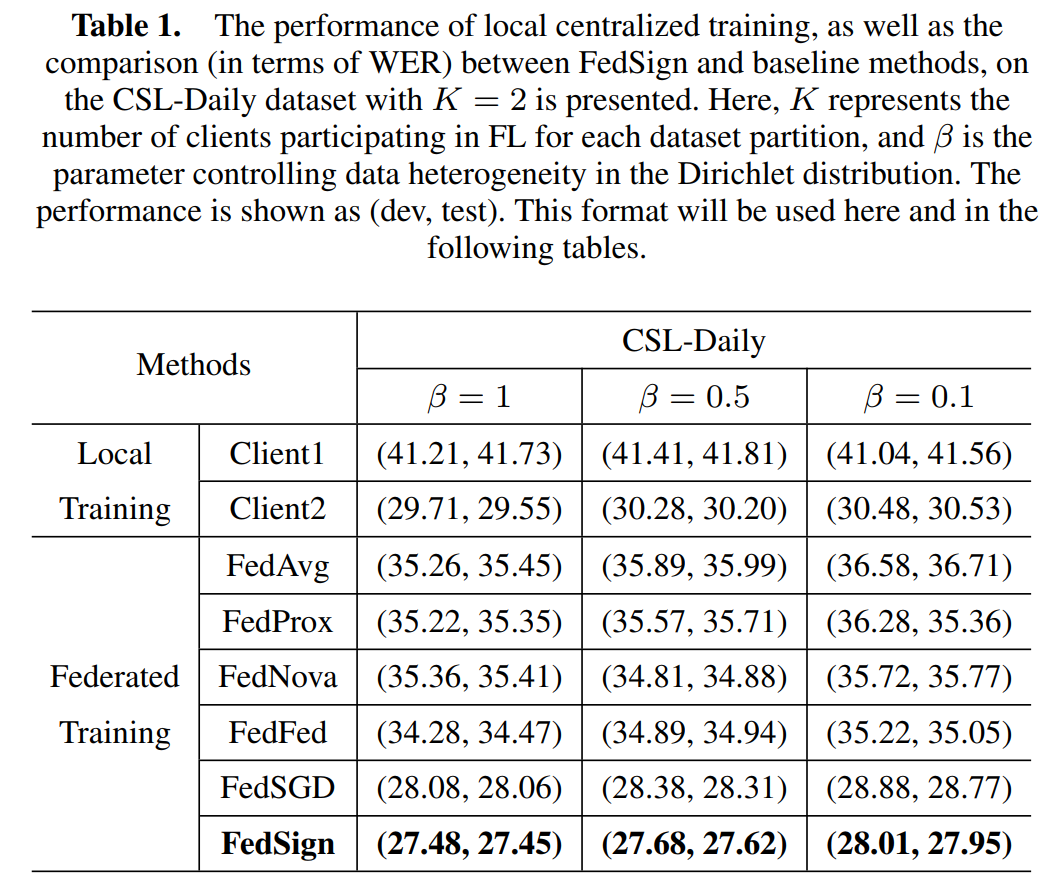 Table 1. The performance of local centralized training, as well as the
comparison (in terms of WER) between FedSign and baseline methods, on
the CSL-Daily dataset with K = 2 is presented. Here, K represents the
number of clients participating in FL for each dataset partition, and β is the
parameter controlling data heterogeneity in the Dirichlet distribution. The
performance is shown as (dev, test). This format will be used here and in the
following tables.
Methods CSL-Daily
β = 1 β = 0.5 β = 0.1
Local Client1 (41.21, 41.73) (41.41, 41.81) (41.04, 41.56)
Training Client2 (29.71, 29.55) (30.28, 30.20) (30.48, 30.53)
FedAvg (35.26, 35.45) (35.89, 35.99) (36.58, 36.71)
FedProx (35.22, 35.35) (35.57, 35.71) (36.28, 35.36)
Federated FedNova (35.36, 35.41) (34.81, 34.88) (35.72, 35.77)
Training FedFed (34.28, 34.47) (34.89, 34.94) (35.22, 35.05)
FedSGD (28.08, 28.06) (28.38, 28.31) (28.88, 28.77)
FedSign (27.48, 27.45) (27.68, 27.62) (28.01, 27.95)